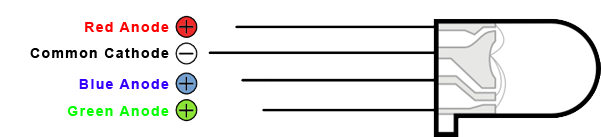 Red Anode +
Common Cathode −
Blue Anode +
Green Anode +